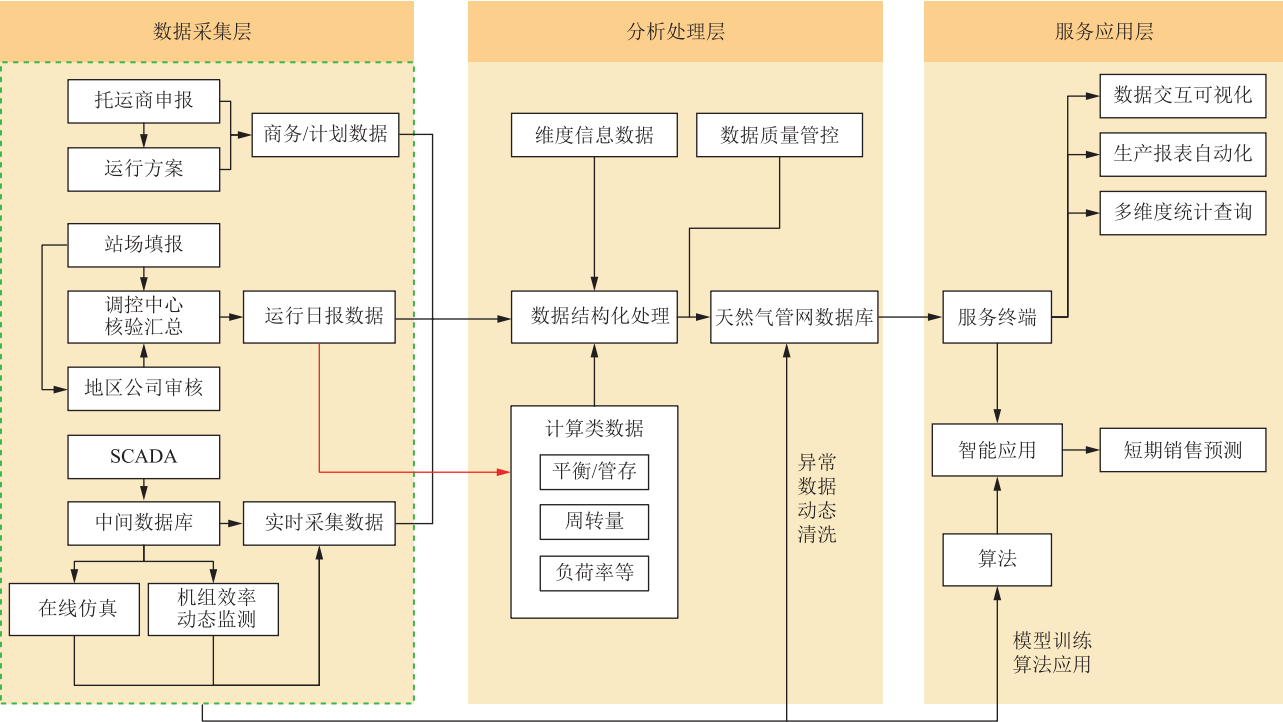 数据采集层
托运商申报
运行方案
商务/计划数据
站场填报
调控中心
核验汇总
运行日报数据
地区公司审核
SCADA
中间数据库
实时采集数据
在线仿真
机组效率
动态监测
分析处理层
维度信息数据
数据质量管控
数据结构化处理
天然气管网数据库
计算类数据
平衡/管存
周转量
负荷率等
异常
数据
动态
清洗
服务应用层
数据交互可视化
生产报表自动化
多维度统计查询
服务终端
智能应用
短期销售预测
算法
模型训练
算法应用